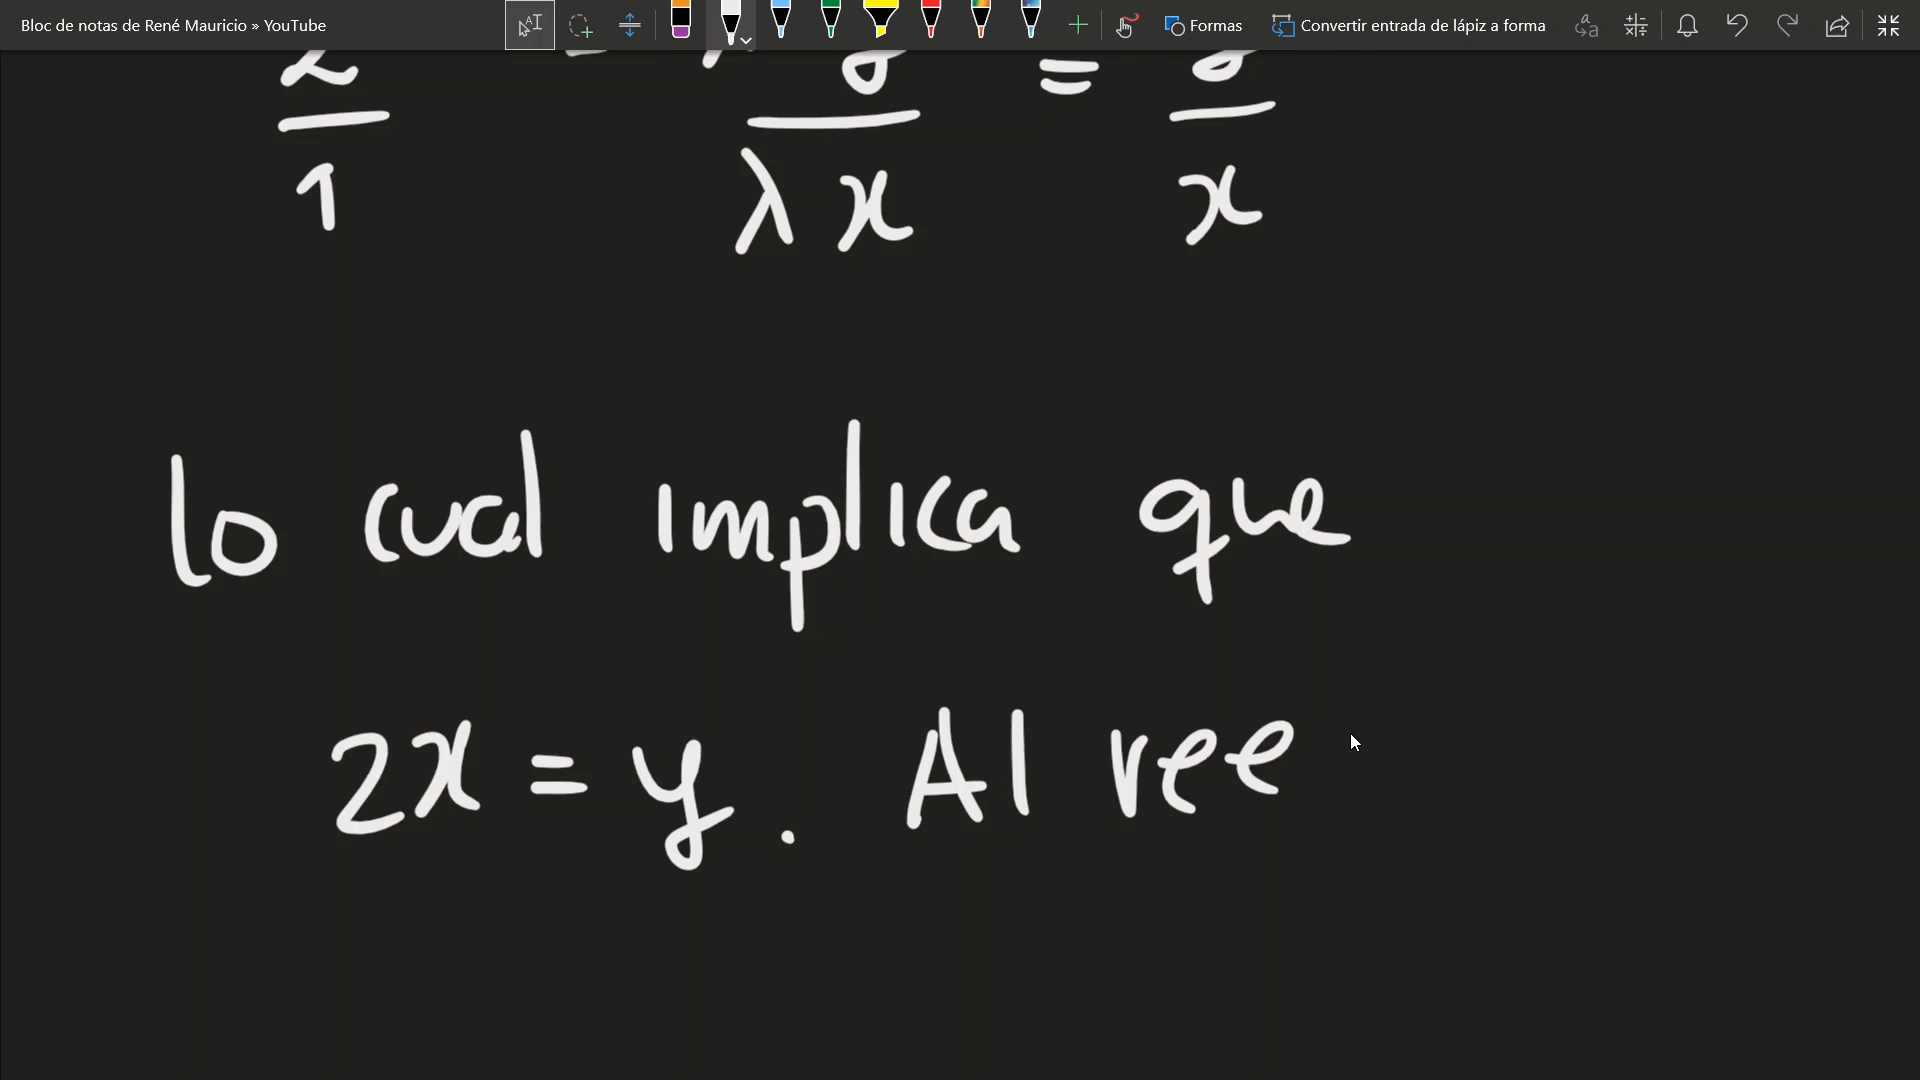 Bloc de notas de René Mauricio » YouTube
Formas
Convertir entrada de lápiz a forma
2 = λ y = y
1 λ x x
lo cual implica que
2x = y. Al ree